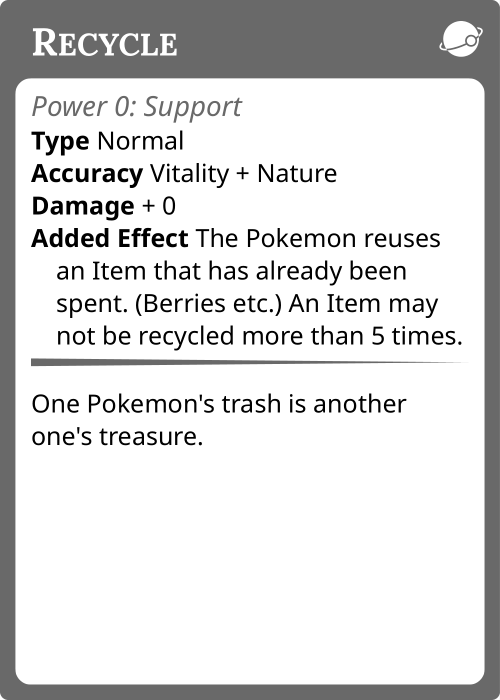 RECYCLE
Power 0: Support
Type Normal
Accuracy Vitality + Nature
Damage + 0
Added Effect The Pokemon reuses
an Item that has already been
spent. (Berries etc.) An Item may
not be recycled more than 5 times.
One Pokemon's trash is another
one's treasure.